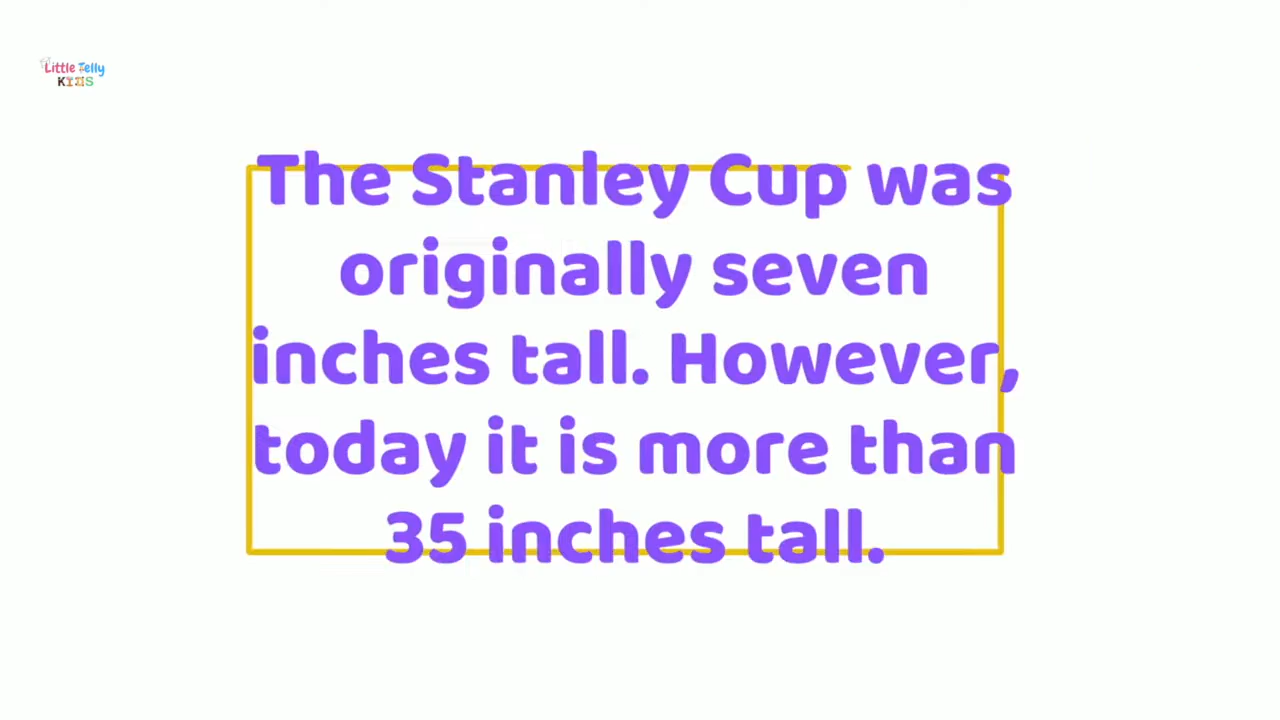 Little Telly
KIDS
The Stanley Cup was
originally seven
inches tall. However,
today it is more than
35 inches tall.